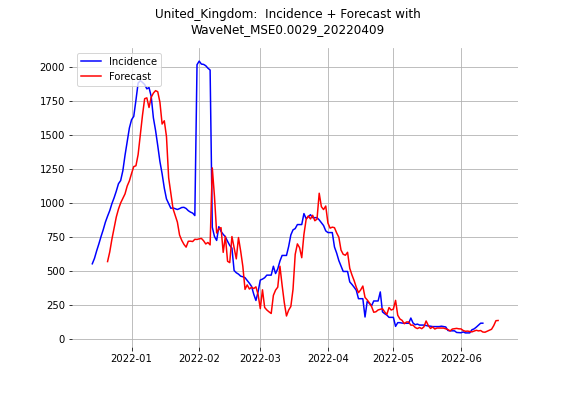 United_Kingdom:  Incidence + Forecast with
WaveNet_MSE0.0029_20220409
Incidence
Forecast
2000
1750
1500
1250
1000
750
500
250
0
2022-01 2022-02 2022-03 2022-04 2022-05 2022-06